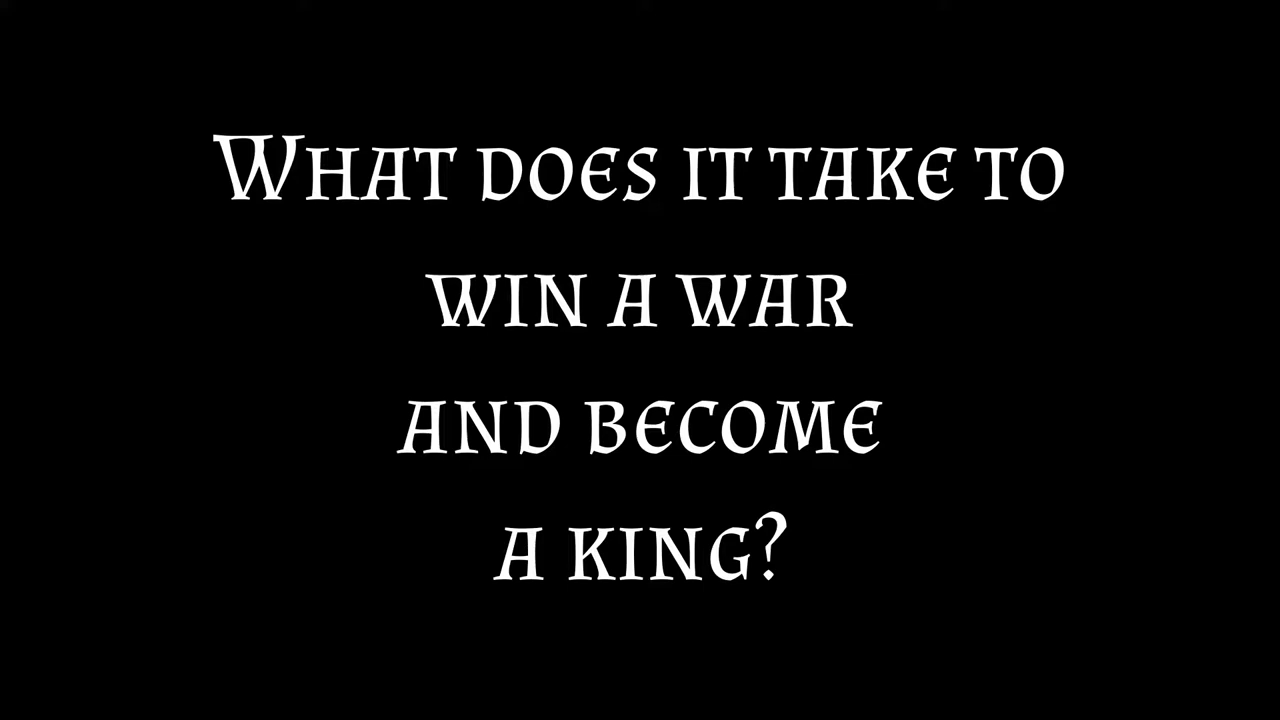 What does it take to
win a war
and become
a king?